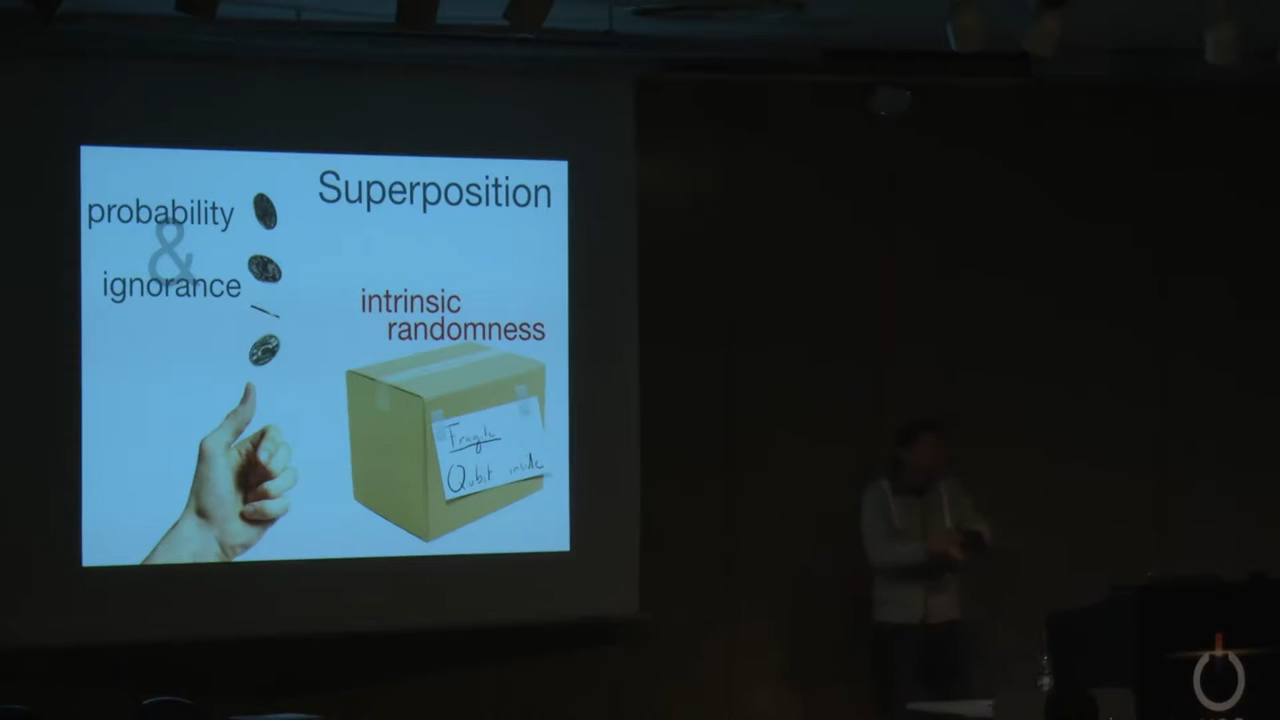 Superposition
probability
&
ignorance
intrinsic
randomness
Fragile
Qubit inside